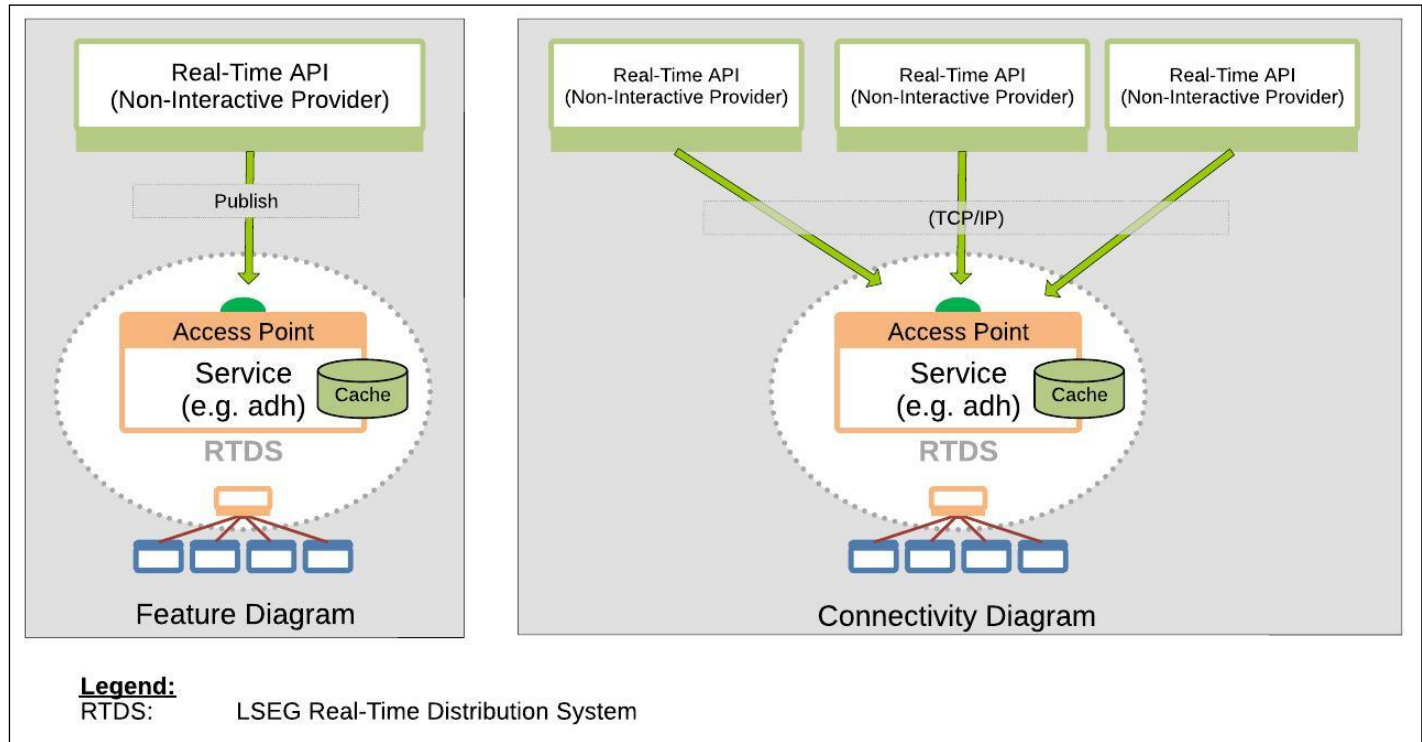 Real-Time API
(Non-Interactive Provider)
Publish
Access Point
Service
(e.g. adh)
Cache
RTDS
Feature Diagram
Real-Time API
(Non-Interactive Provider)
Real-Time API
(Non-Interactive Provider)
Real-Time API
(Non-Interactive Provider)
(TCP/IP)
Access Point
Service
(e.g. adh)
Cache
RTDS
Connectivity Diagram
Legend:
RTDS: LSEG Real-Time Distribution System